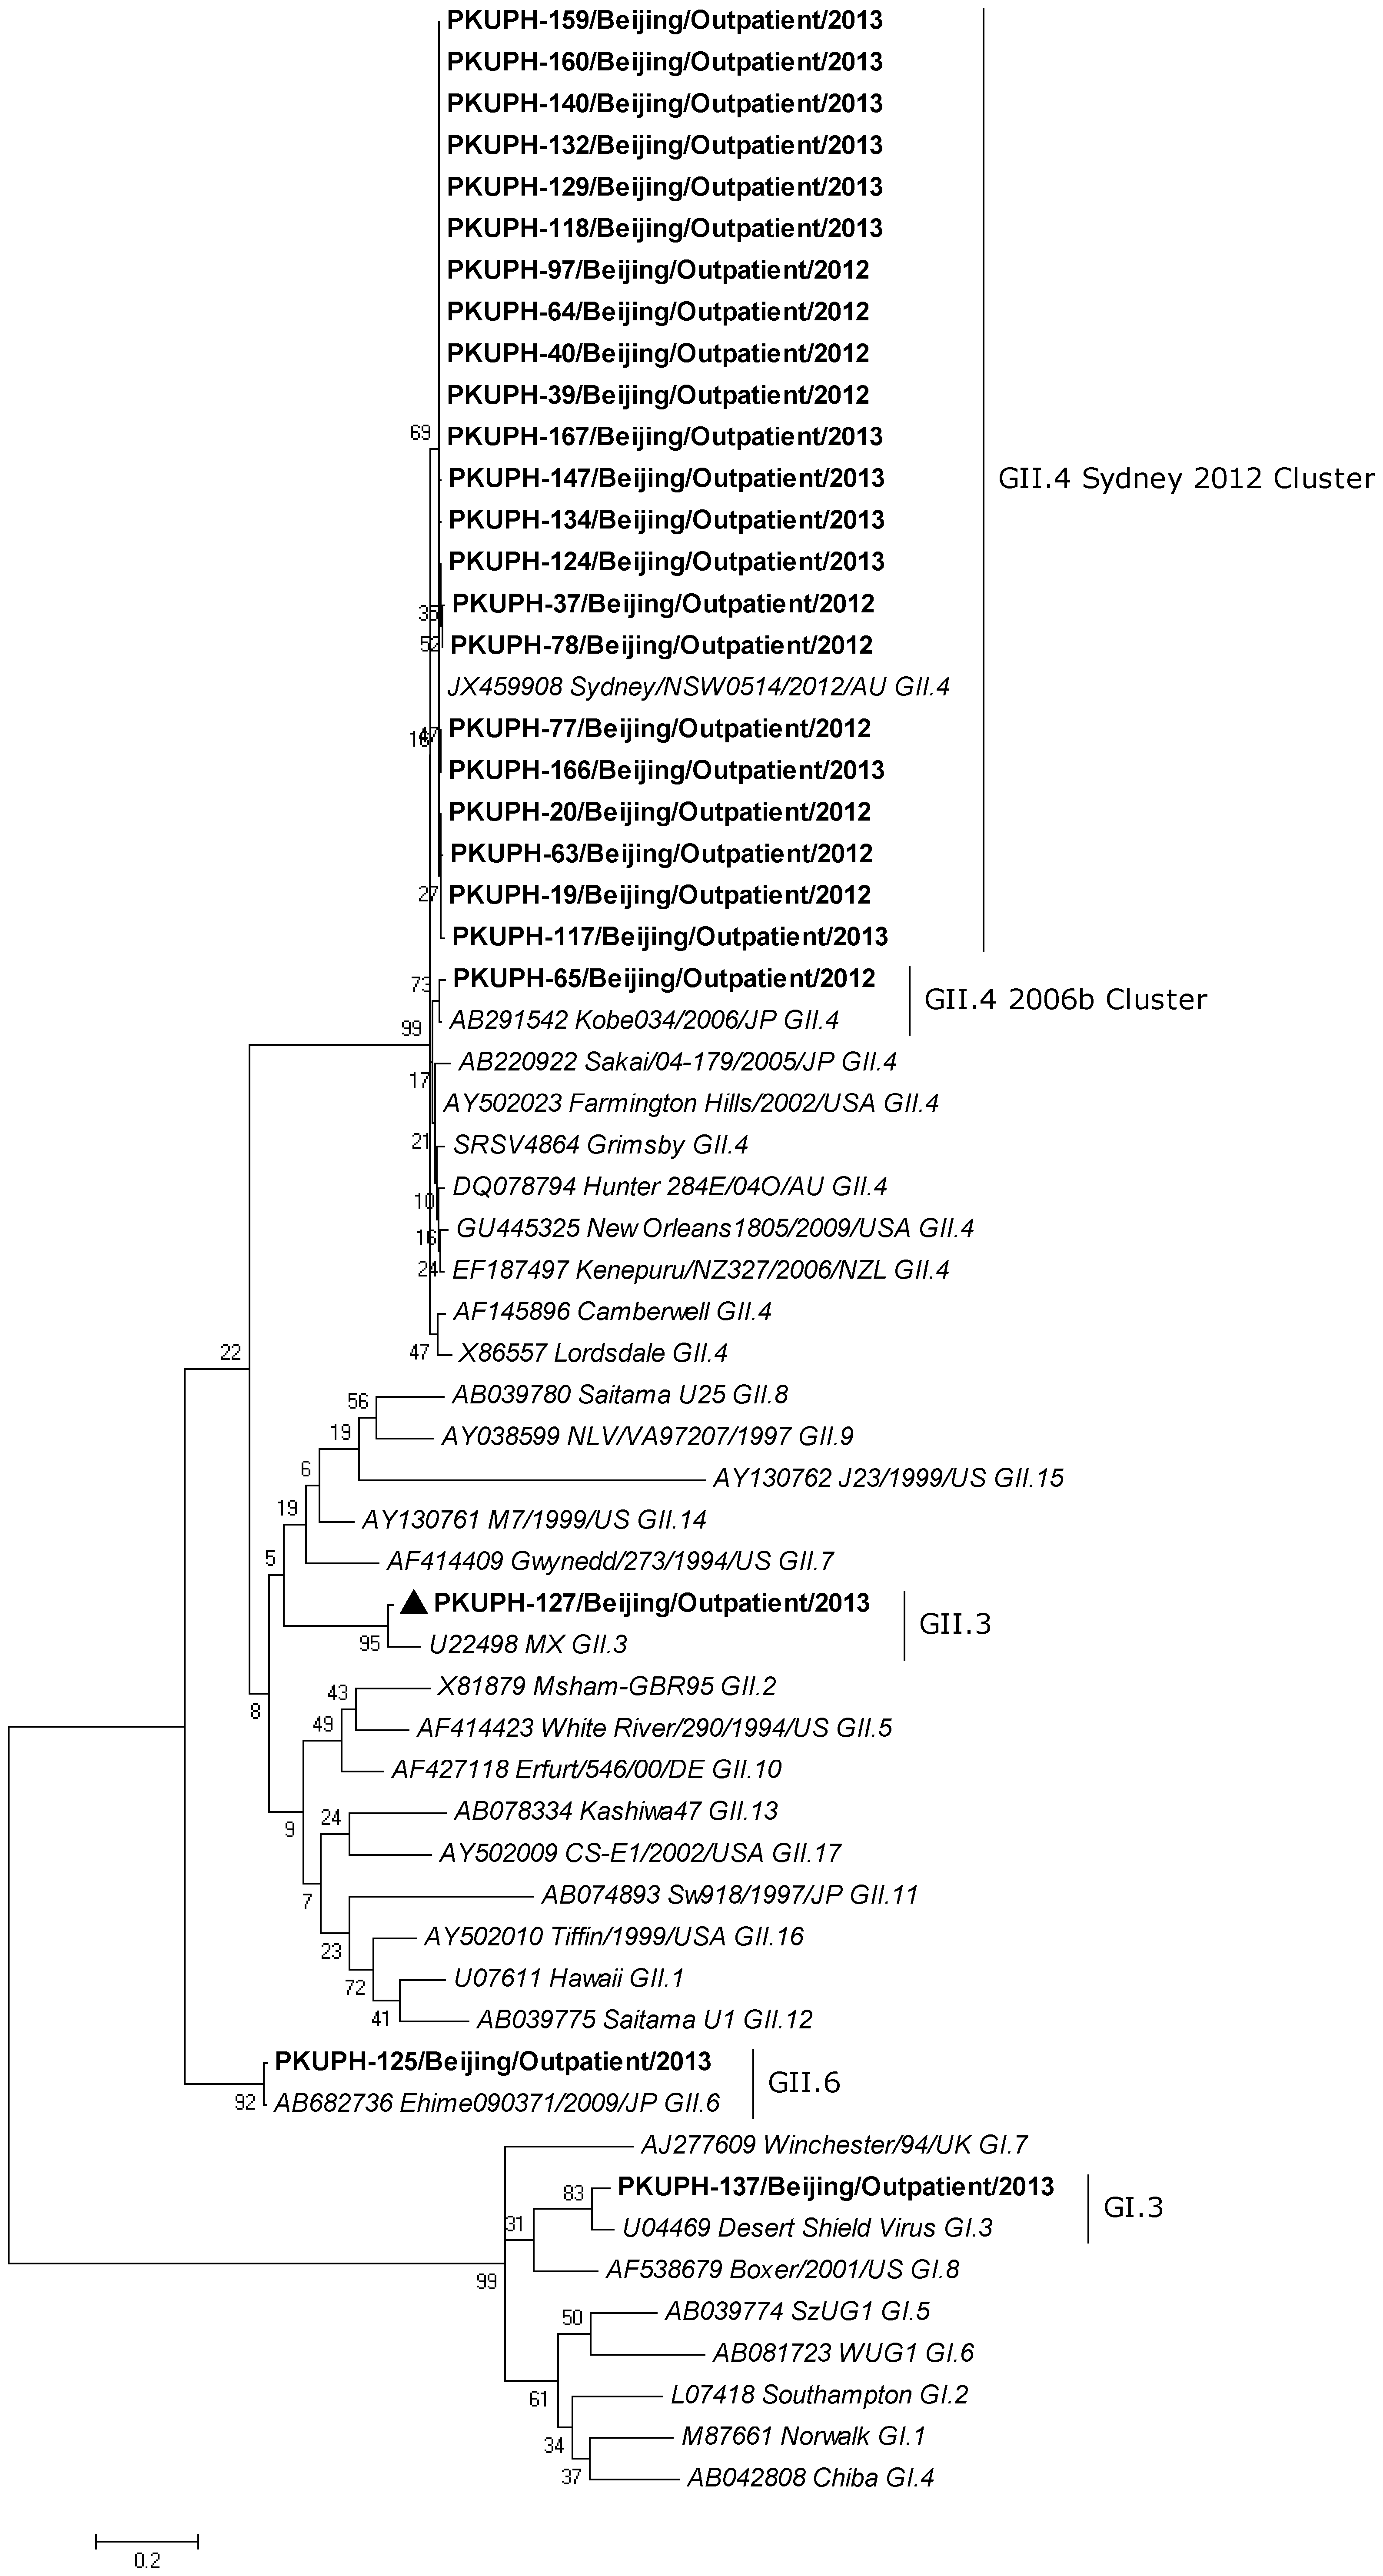 PKUPH-159/Beijing/Outpatient/2013
PKUPH-160/Beijing/Outpatient/2013
PKUPH-140/Beijing/Outpatient/2013
PKUPH-132/Beijing/Outpatient/2013
PKUPH-129/Beijing/Outpatient/2013
PKUPH-118/Beijing/Outpatient/2013
PKUPH-97/Beijing/Outpatient/2012
PKUPH-64/Beijing/Outpatient/2012
PKUPH-40/Beijing/Outpatient/2012
PKUPH-39/Beijing/Outpatient/2012
69
PKUPH-167/Beijing/Outpatient/2013
PKUPH-147/Beijing/Outpatient/2013
GII.4 Sydney 2012 Cluster
PKUPH-134/Beijing/Outpatient/2013
PKUPH-124/Beijing/Outpatient/2013
PKUPH-37/Beijing/Outpatient/2012
35
PKUPH-78/Beijing/Outpatient/2012
52
JX459908 Sydney/NSW0514/2012/AU GII.4
PKUPH-77/Beijing/Outpatient/2012
PKUPH-166/Beijing/Outpatient/2013
PKUPH-20/Beijing/Outpatient/2012
PKUPH-63/Beijing/Outpatient/2012
27
PKUPH-19/Beijing/Outpatient/2012
PKUPH-117/Beijing/Outpatient/2013
73
PKUPH-65/Beijing/Outpatient/2012
GII.4 2006b Cluster
AB291542 Kobe034/2006/JP GII.4
99
AB220922 Sakai/04-179/2005/JP GII.4
17
AY502023 Farmington Hills/2002/USA GII.4
21
SRSV4864 Grimsby GII.4
DQ078794 Hunter 284E/04O/AU GII.4
10
GU445325 New Orleans1805/2009/USA GII.4
16
EF187497 Kenepuru/NZ327/2006/NZL GII.4
24
AF145896 Camberwell GII.4
47
X86557 Lordsdale GII.4
22
56
AB039780 Saitama U25 GII.8
19
AY038599 NLV/VA97207/1997 GII.9
6
AY130762 J23/1999/US GII.15
19
AY130761 M7/1999/US GII.14
5
AF414409 Gwynedd/273/1994/US GII.7
PKUPH-127/Beijing/Outpatient/2013
GII.3
95
U22498 MX GII.3
43
X81879 Msham-GBR95 GII.2
8
49
AF414423 White River/290/1994/US GII.5
AF427118 Erfurt/546/00/DE GII.10
24
AB078334 Kashiwa47 GII.13
9
AY502009 CS-E1/2002/USA GII.17
7
AB074893 Sw918/1997/JP GII.11
23
AY502010 Tiffin/1999/USA GII.16
72
U07611 Hawaii GII.1
41
AB039775 Saitama U1 GII.12
PKUPH-125/Beijing/Outpatient/2013
GII.6
92
AB682736 Ehime090371/2009/JP GII.6
AJ277609 Winchester/94/UK GI.7
83
PKUPH-137/Beijing/Outpatient/2013
GI.3
31
U04469 Desert Shield Virus GI.3
99
AF538679 Boxer/2001/US GI.8
50
AB039774 SzUG1 GI.5
AB081723 WUG1 GI.6
61
L07418 Southampton GI.2
34
M87661 Norwalk GI.1
37
AB042808 Chiba GI.4
0.2